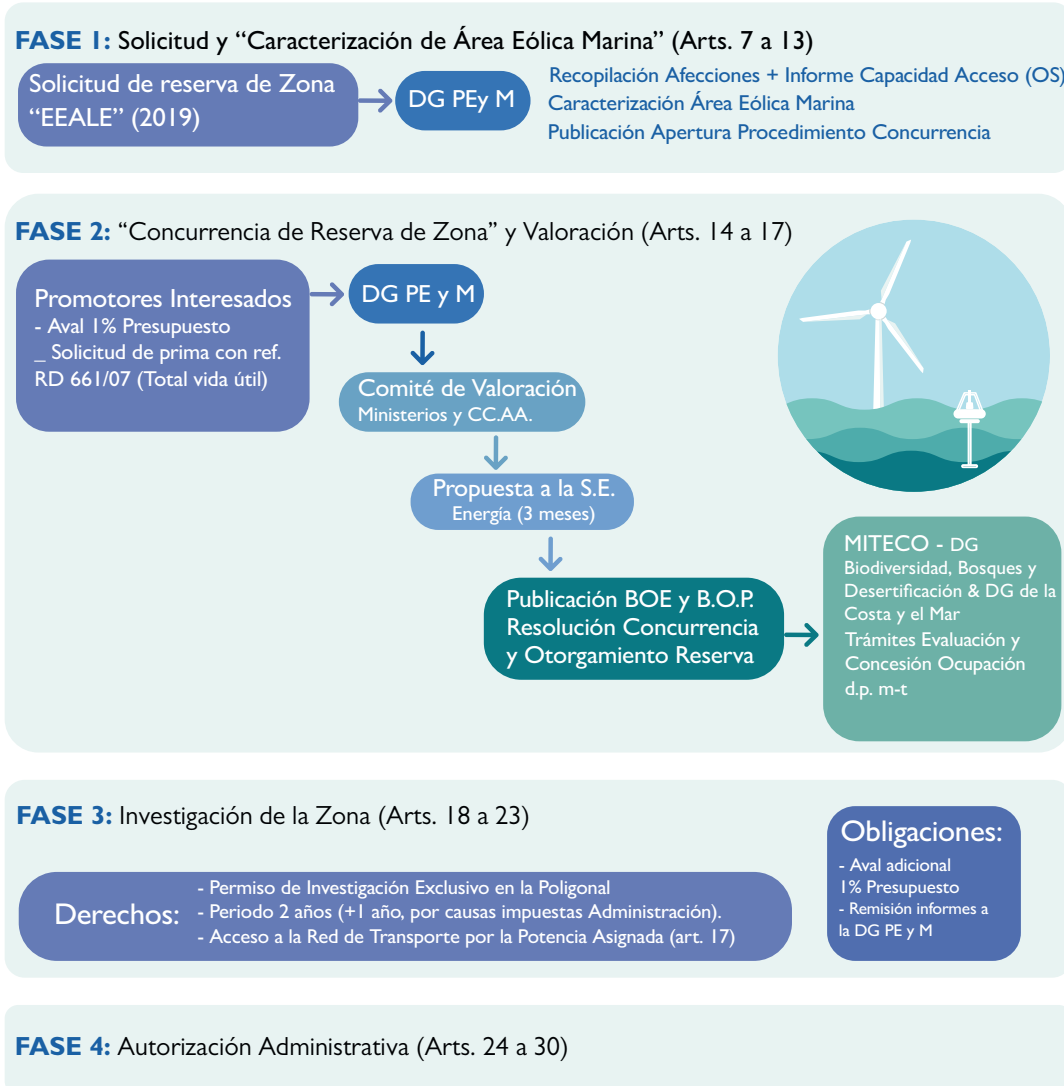 FASE 1: Solicitud y “Caracterización de Área Eólica Marina” (Arts. 7 a 13)
Solicitud de reserva de Zona
“EEALE” (2019)
DG PEy M
Recopilación Afecciones + Informe Capacidad Acceso (OS)
Caracterización Área Eólica Marina
Publicación Apertura Procedimiento Concurrencia
FASE 2: “Concurrencia de Reserva de Zona” y Valoración (Arts. 14 a 17)
Promotores Interesados
- Aval 1% Presupuesto
_ Solicitud de prima con ref.
RD 661/07 (Total vida útil)
DG PE y M
Comité de Valoración
Ministerios y CC.AA.
Propuesta a la S.E.
Energía (3 meses)
Publicación BOE y B.O.P.
Resolución Concurrencia
y Otorgamiento Reserva
MITECO - DG
Biodiversidad, Bosques y
Desertificación & DG de la
Costa y el Mar
Trámites Evaluación y
Concesión Ocupación
d.p. m-t
FASE 3: Investigación de la Zona (Arts. 18 a 23)
Derechos:
- Permiso de Investigación Exclusivo en la Poligonal
- Periodo 2 años (+1 año, por causas impuestas Administración).
- Acceso a la Red de Transporte por la Potencia Asignada (art. 17)
Obligaciones:
- Aval adicional
1% Presupuesto
- Remisión informes a
la DG PE y M
FASE 4: Autorización Administrativa (Arts. 24 a 30)